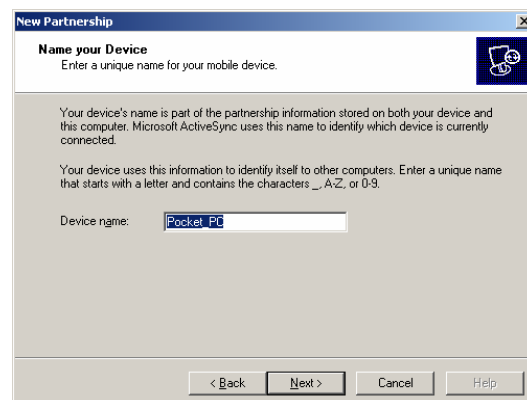 New Partnership
Name your Device
Enter a unique name for your mobile device.
Your device's name is part of the partnership information stored on both your device and
this computer. Microsoft ActiveSync uses this name to identify which device is currently
connected.
Your device uses this information to identify itself to other computers. Enter a unique name
that starts with a letter and contains the characters _, A-Z, or 0-9.
Device name: Pocket_PC
< Back Next > Cancel Help